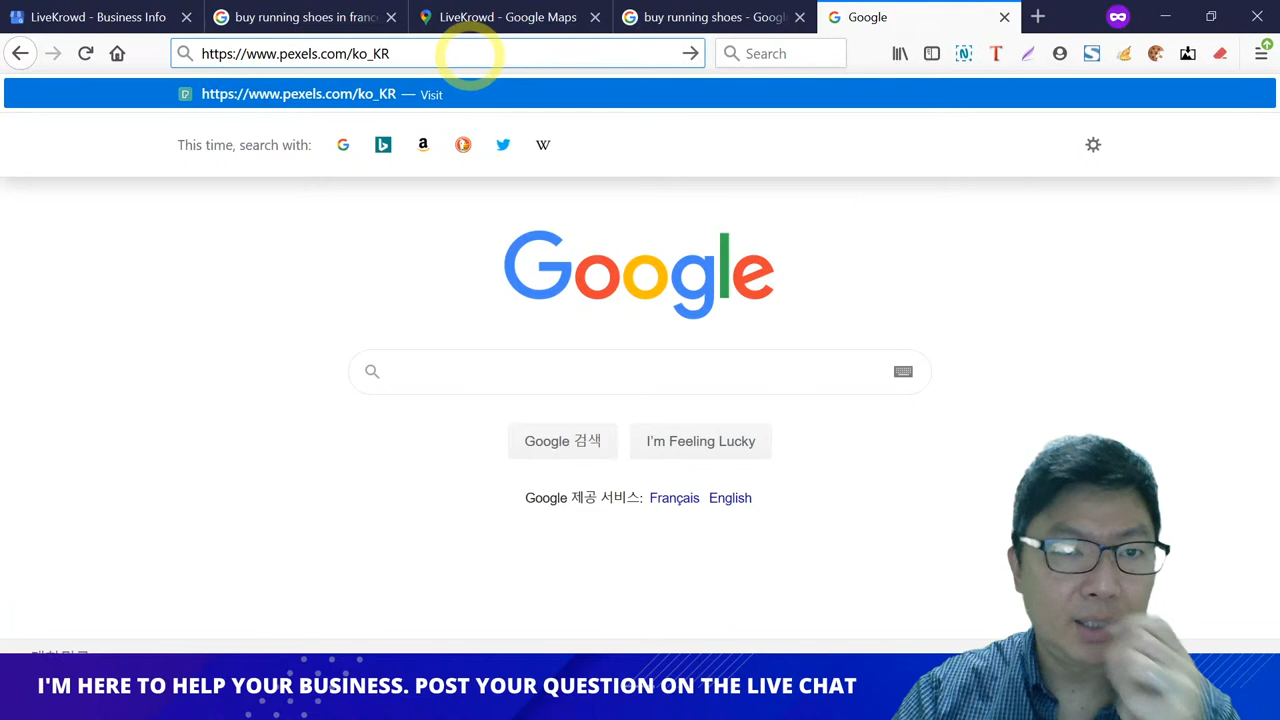 LiveKrowd - Business Info
buy running shoes in franc
LiveKrowd - Google Maps
buy running shoes - Googl
Google
https://www.pexels.com/ko_KR
Search
https://www.pexels.com/ko_KR — Visit
This time, search with:
Google
Google 검색
I'm Feeling Lucky
Google 제공 서비스: Français English
I'M HERE TO HELP YOUR BUSINESS. POST YOUR QUESTION ON THE LIVE CHAT